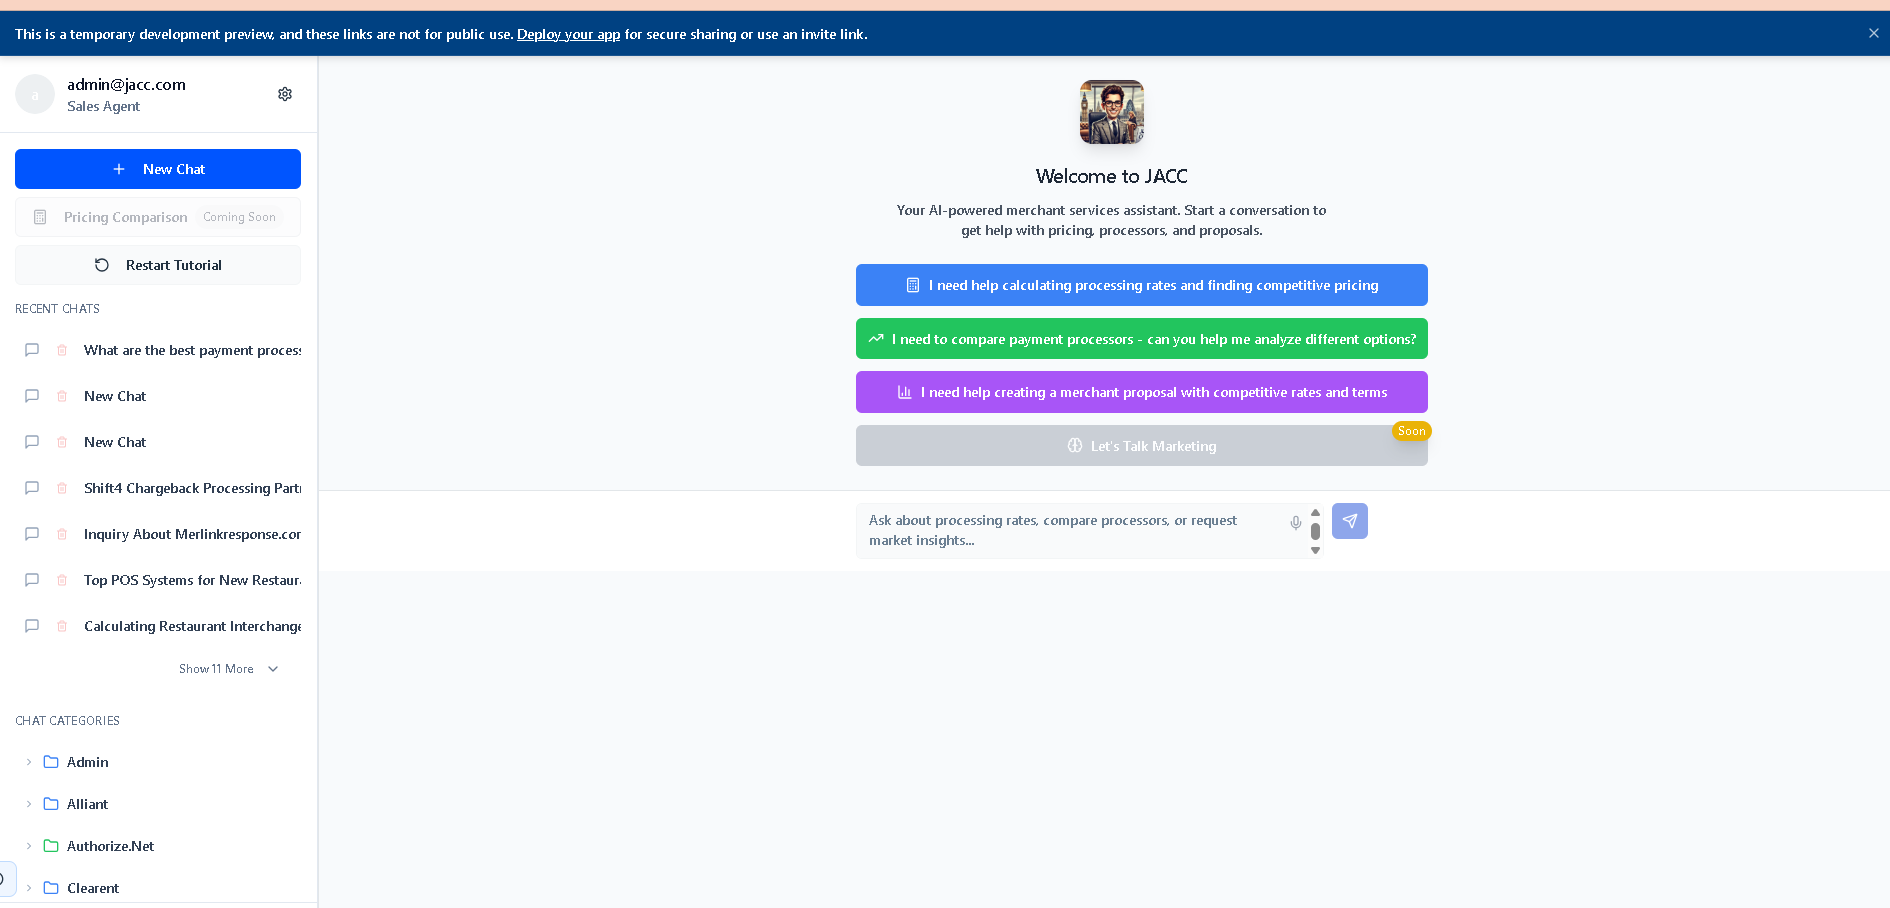 This is a temporary development preview, and these links are not for public use. Deploy your app for secure sharing or use an invite link.
a
admin@jacc.com
Sales Agent
New Chat
Pricing Comparison Coming Soon
Restart Tutorial
RECENT CHATS
What are the best payment process
New Chat
New Chat
Shift4 Chargeback Processing Part
Inquiry About Merlinkresponse.co
Top POS Systems for New Restaur
Calculating Restaurant Interchange
Show 11 More
CHAT CATEGORIES
Admin
Alliant
Authorize.Net
Clearent
Welcome to JACC
Your AI-powered merchant services assistant. Start a conversation to
get help with pricing, processors, and proposals.
I need help calculating processing rates and finding competitive pricing
I need to compare payment processors - can you help me analyze different options?
I need help creating a merchant proposal with competitive rates and terms
Soon
Let's Talk Marketing
Ask about processing rates, compare processors, or request
market insights...